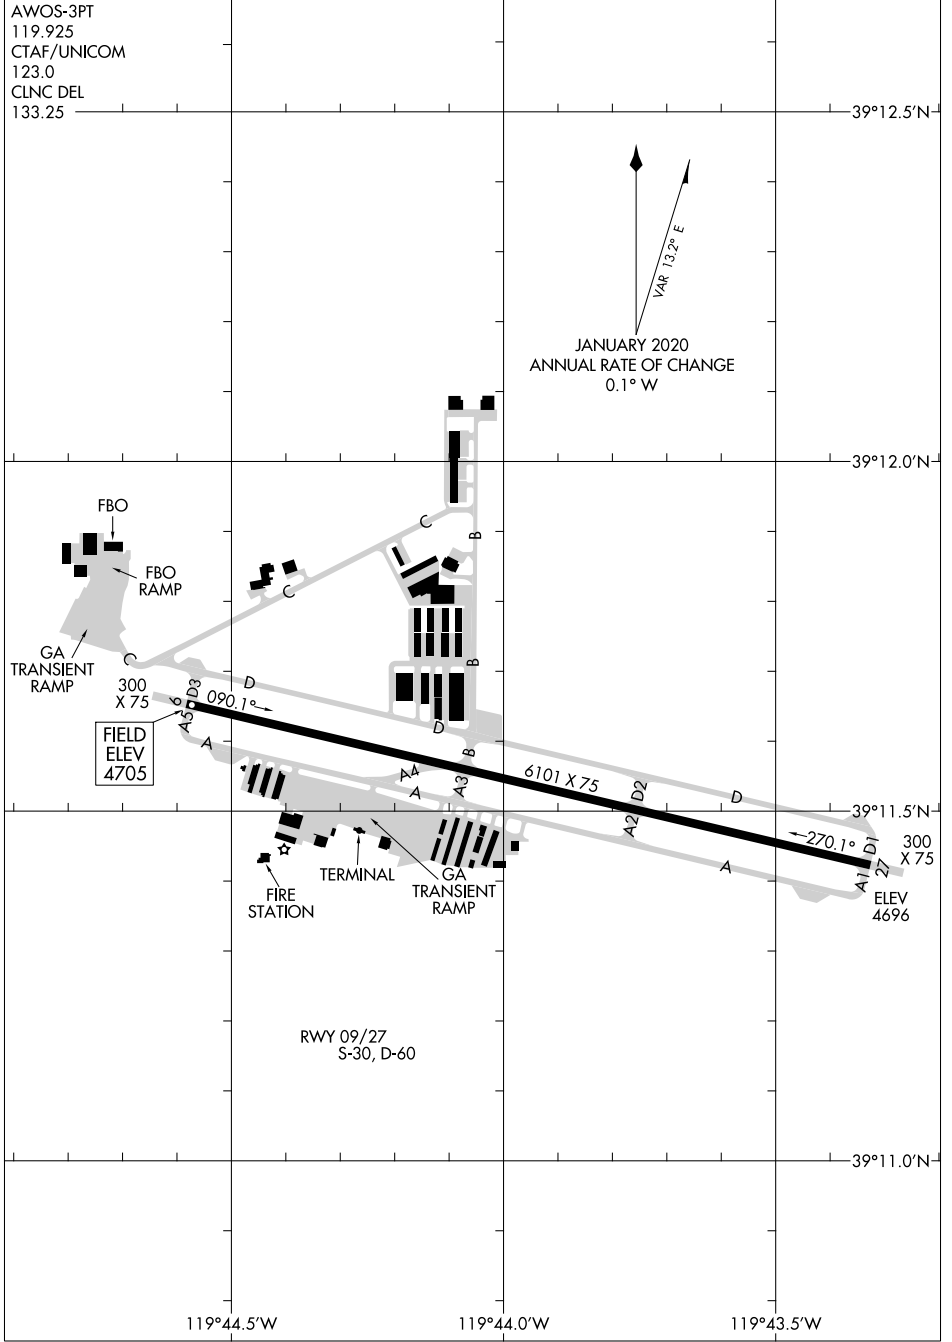 AWOS-3PT
119.925
CTAF/UNICOM
123.0
CLNC DEL
133.25
39°12.5'N
VAR 13.2° E
JANUARY 2020
ANNUAL RATE OF CHANGE
0.1° W
39°12.0'N
FBO
C
B
FBO
RAMP
C
GA
TRANSIENT
RAMP
C
B
300
X 75
D3
D
090.1°
9
A5
FIELD
ELEV
4705
A
D
B
A4
A
A3
6101 X 75
D2
D
A2
39°11.5'N
270.1°
D1
300
X 75
A
A1
27
ELEV
4696
TERMINAL
GA
TRANSIENT
RAMP
FIRE
STATION
RWY 09/27
S-30, D-60
39°11.0'N
119°44.5'W
119°44.0'W
119°43.5'W